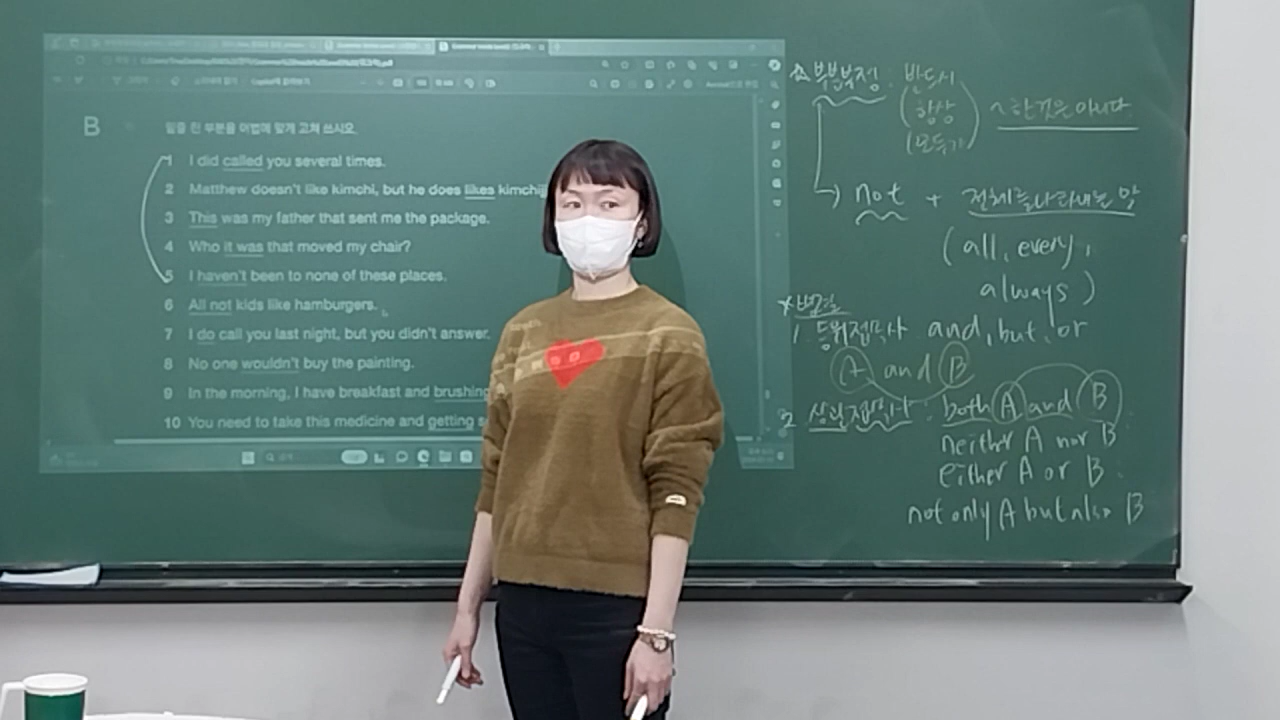 B
밑줄 친 부분을 어법에 맞게 고쳐 쓰시오.
1 I did called you several times.
2 Matthew doesn't like kimchi, but he does likes kimchi
3 This was my father that sent me the package.
4 Who it was that moved my chair?
5 I haven't been to none of these places.
6 All not kids like hamburgers.
7 I do call you last night, but you didn't answer.
8 No one wouldn't buy the painting.
9 In the morning, I have breakfast and brushing
10 You need to take this medicine and getting s
☆ 부분부정. 반드시
(항상)
(모두가)
~한것은 아니다
not + 전체를 나타내는 말
(all, every,
always)
*병렬
1. 등위접속사 and, but, or
A and B
2 상관접속사 both A and B
neither A nor B
either A or B.
not only A but also B